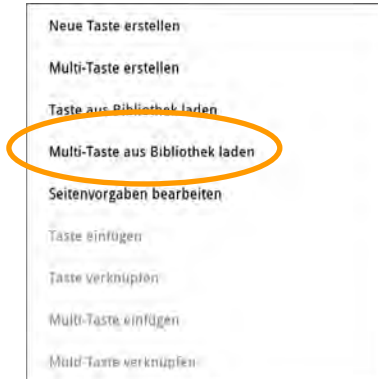 Neue Taste erstellen
Multi-Taste erstellen
Taste aus Bibliothek laden
Multi-Taste aus Bibliothek laden
Seitenvorgaben bearbeiten
Taste einfügen
Taste verknüpfen
Multi-Taste einfügen
Multi-Taste verknüpfen